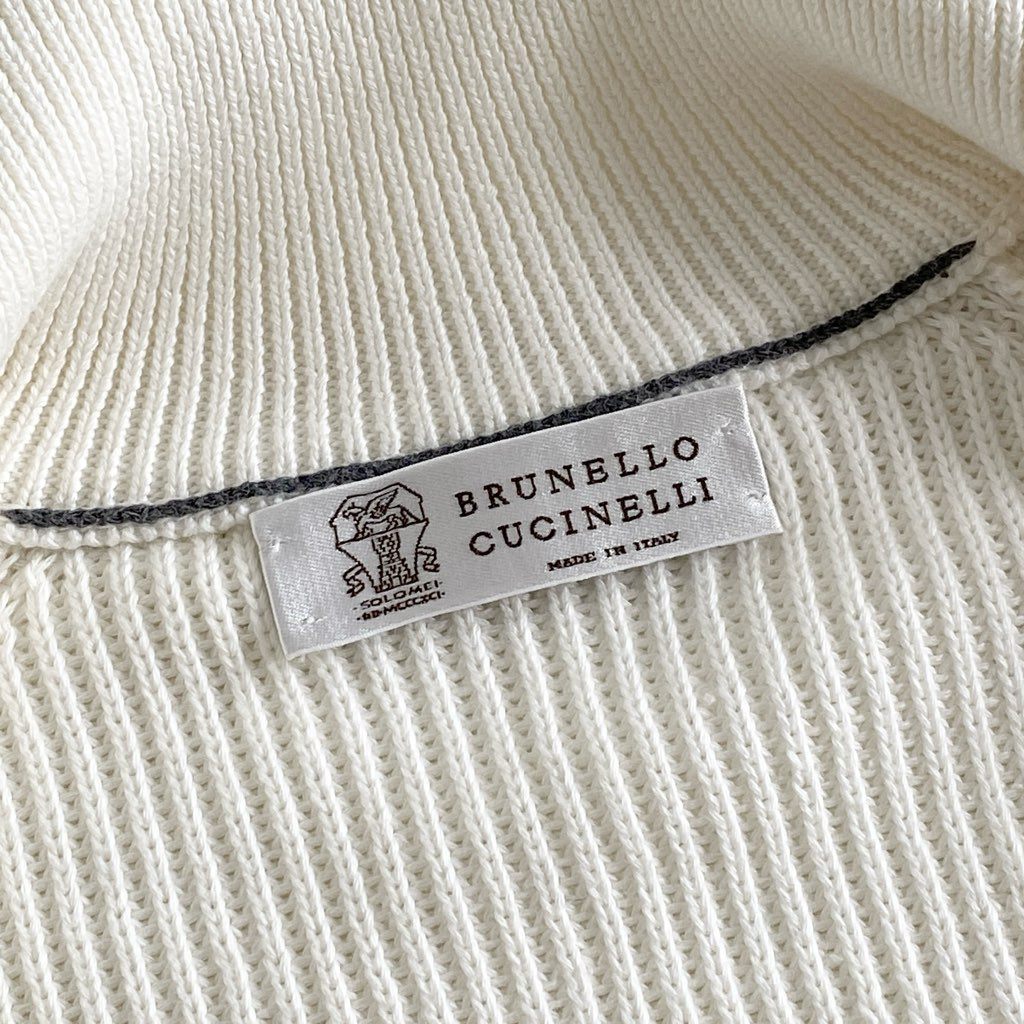 BRUNELLO
CUCINELLI
MADE IN ITALY
·SOLOMEI·